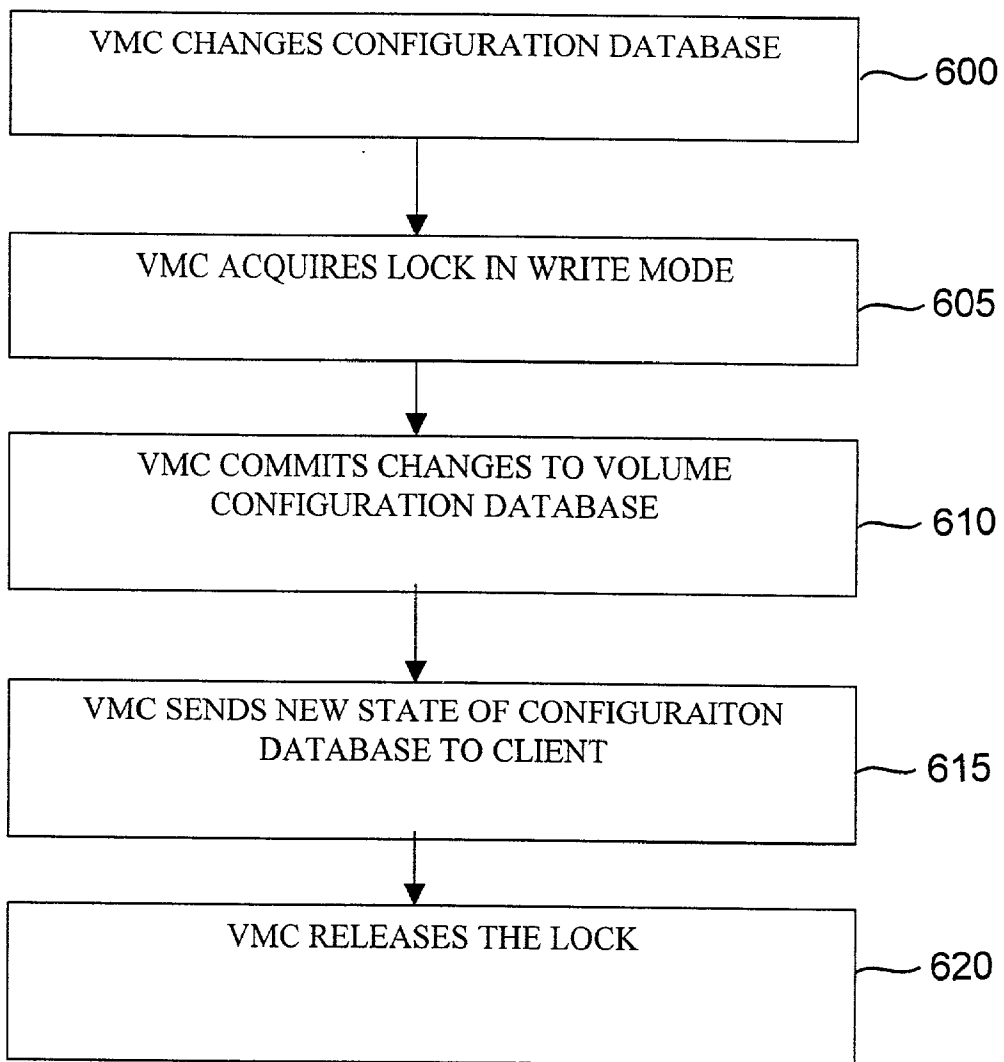 VMC CHANGES CONFIGURATION DATABASE
600
VMC ACQUIRES LOCK IN WRITE MODE
605
VMC COMMITS CHANGES TO VOLUME
CONFIGURATION DATABASE
610
VMC SENDS NEW STATE OF CONFIGURAITON
DATABASE TO CLIENT
615
VMC RELEASES THE LOCK
620